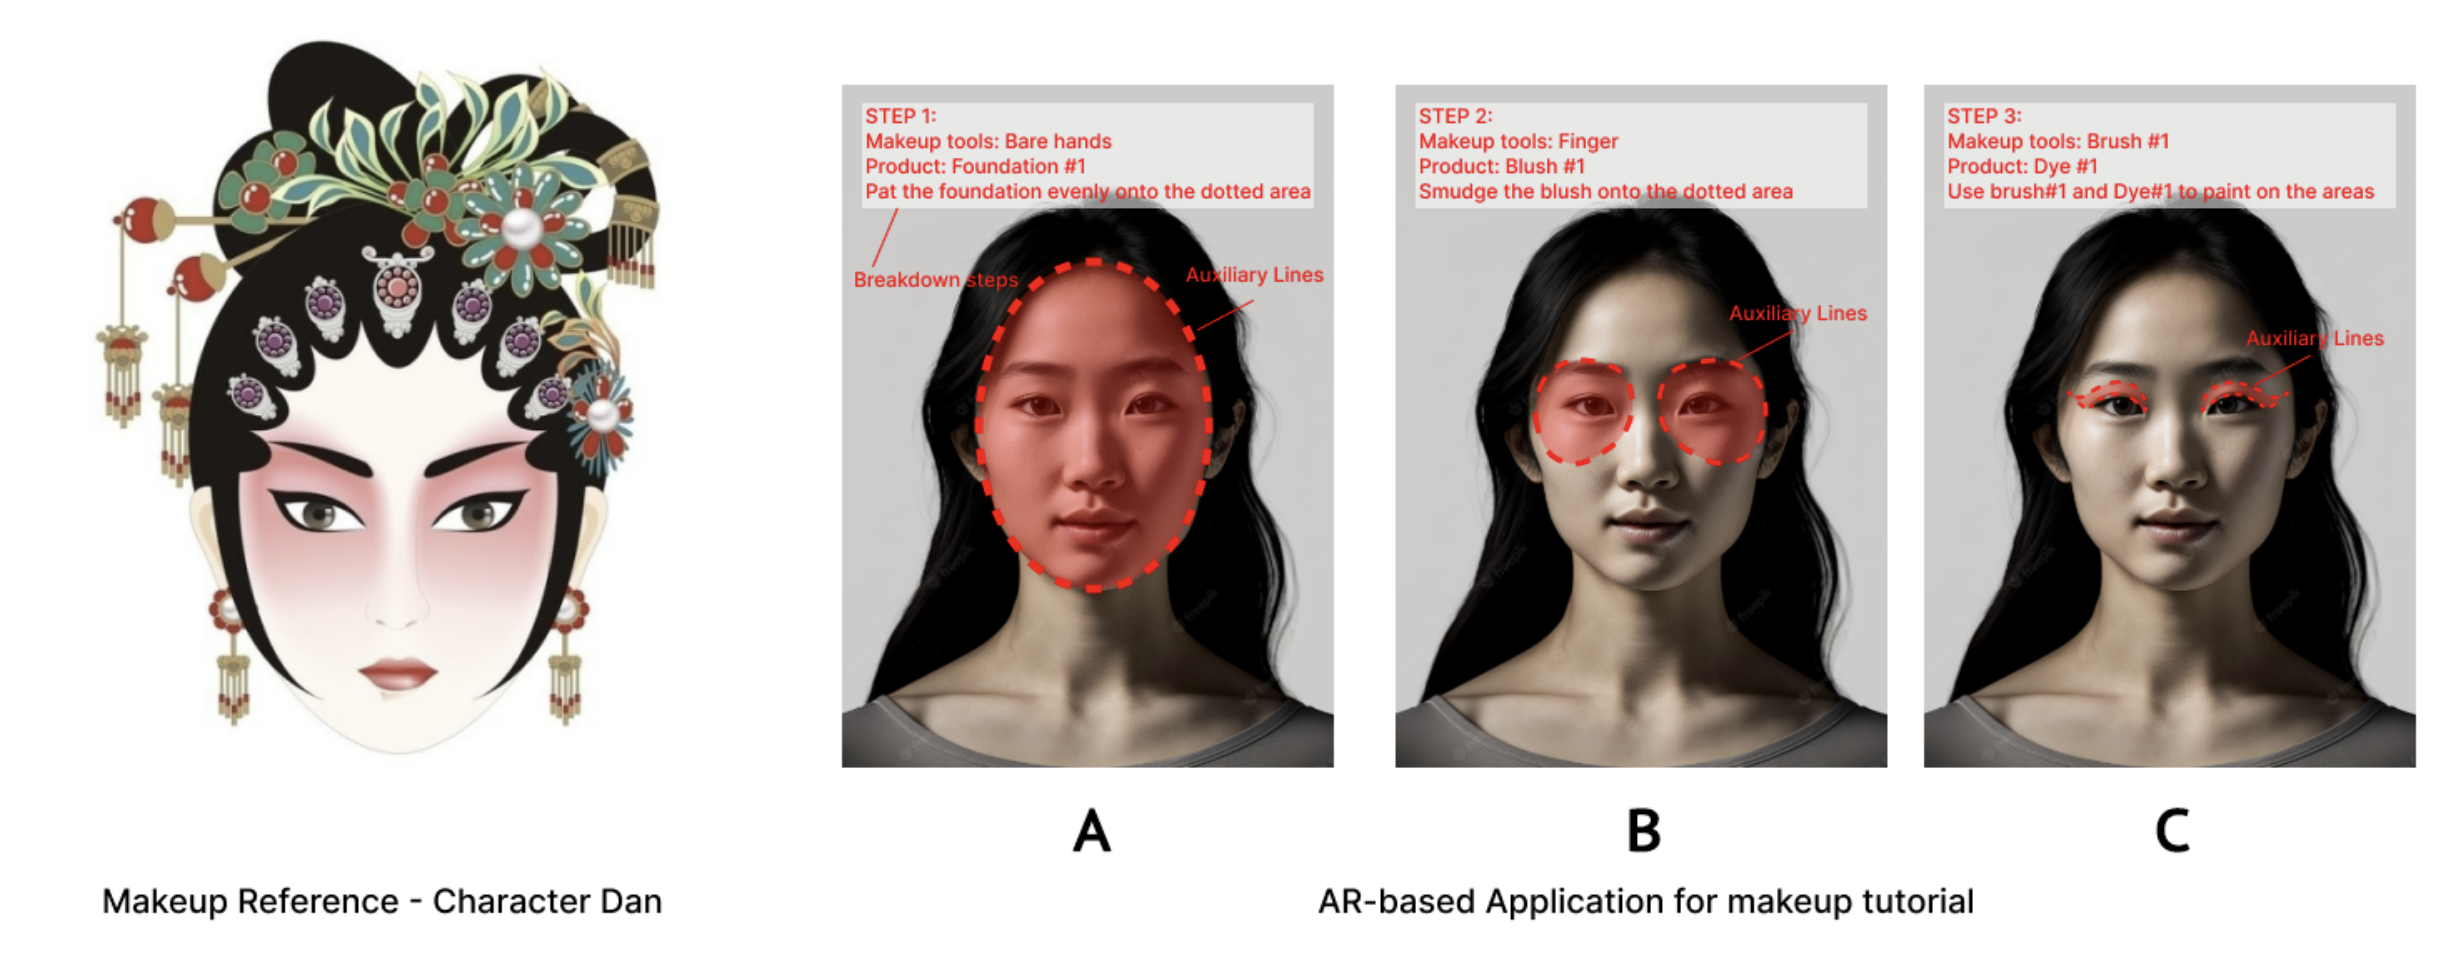 STEP 1:
Makeup tools: Bare hands
Product: Foundation #1
Pat the foundation evenly onto the dotted area
Breakdown steps
Auxiliary Lines
STEP 2:
Makeup tools: Finger
Product: Blush #1
Smudge the blush onto the dotted area
Auxiliary Lines
STEP 3:
Makeup tools: Brush #1
Product: Dye #1
Use brush#1 and Dye#1 to paint on the areas
Auxiliary Lines
A
B
C
Makeup Reference - Character Dan
AR-based Application for makeup tutorial